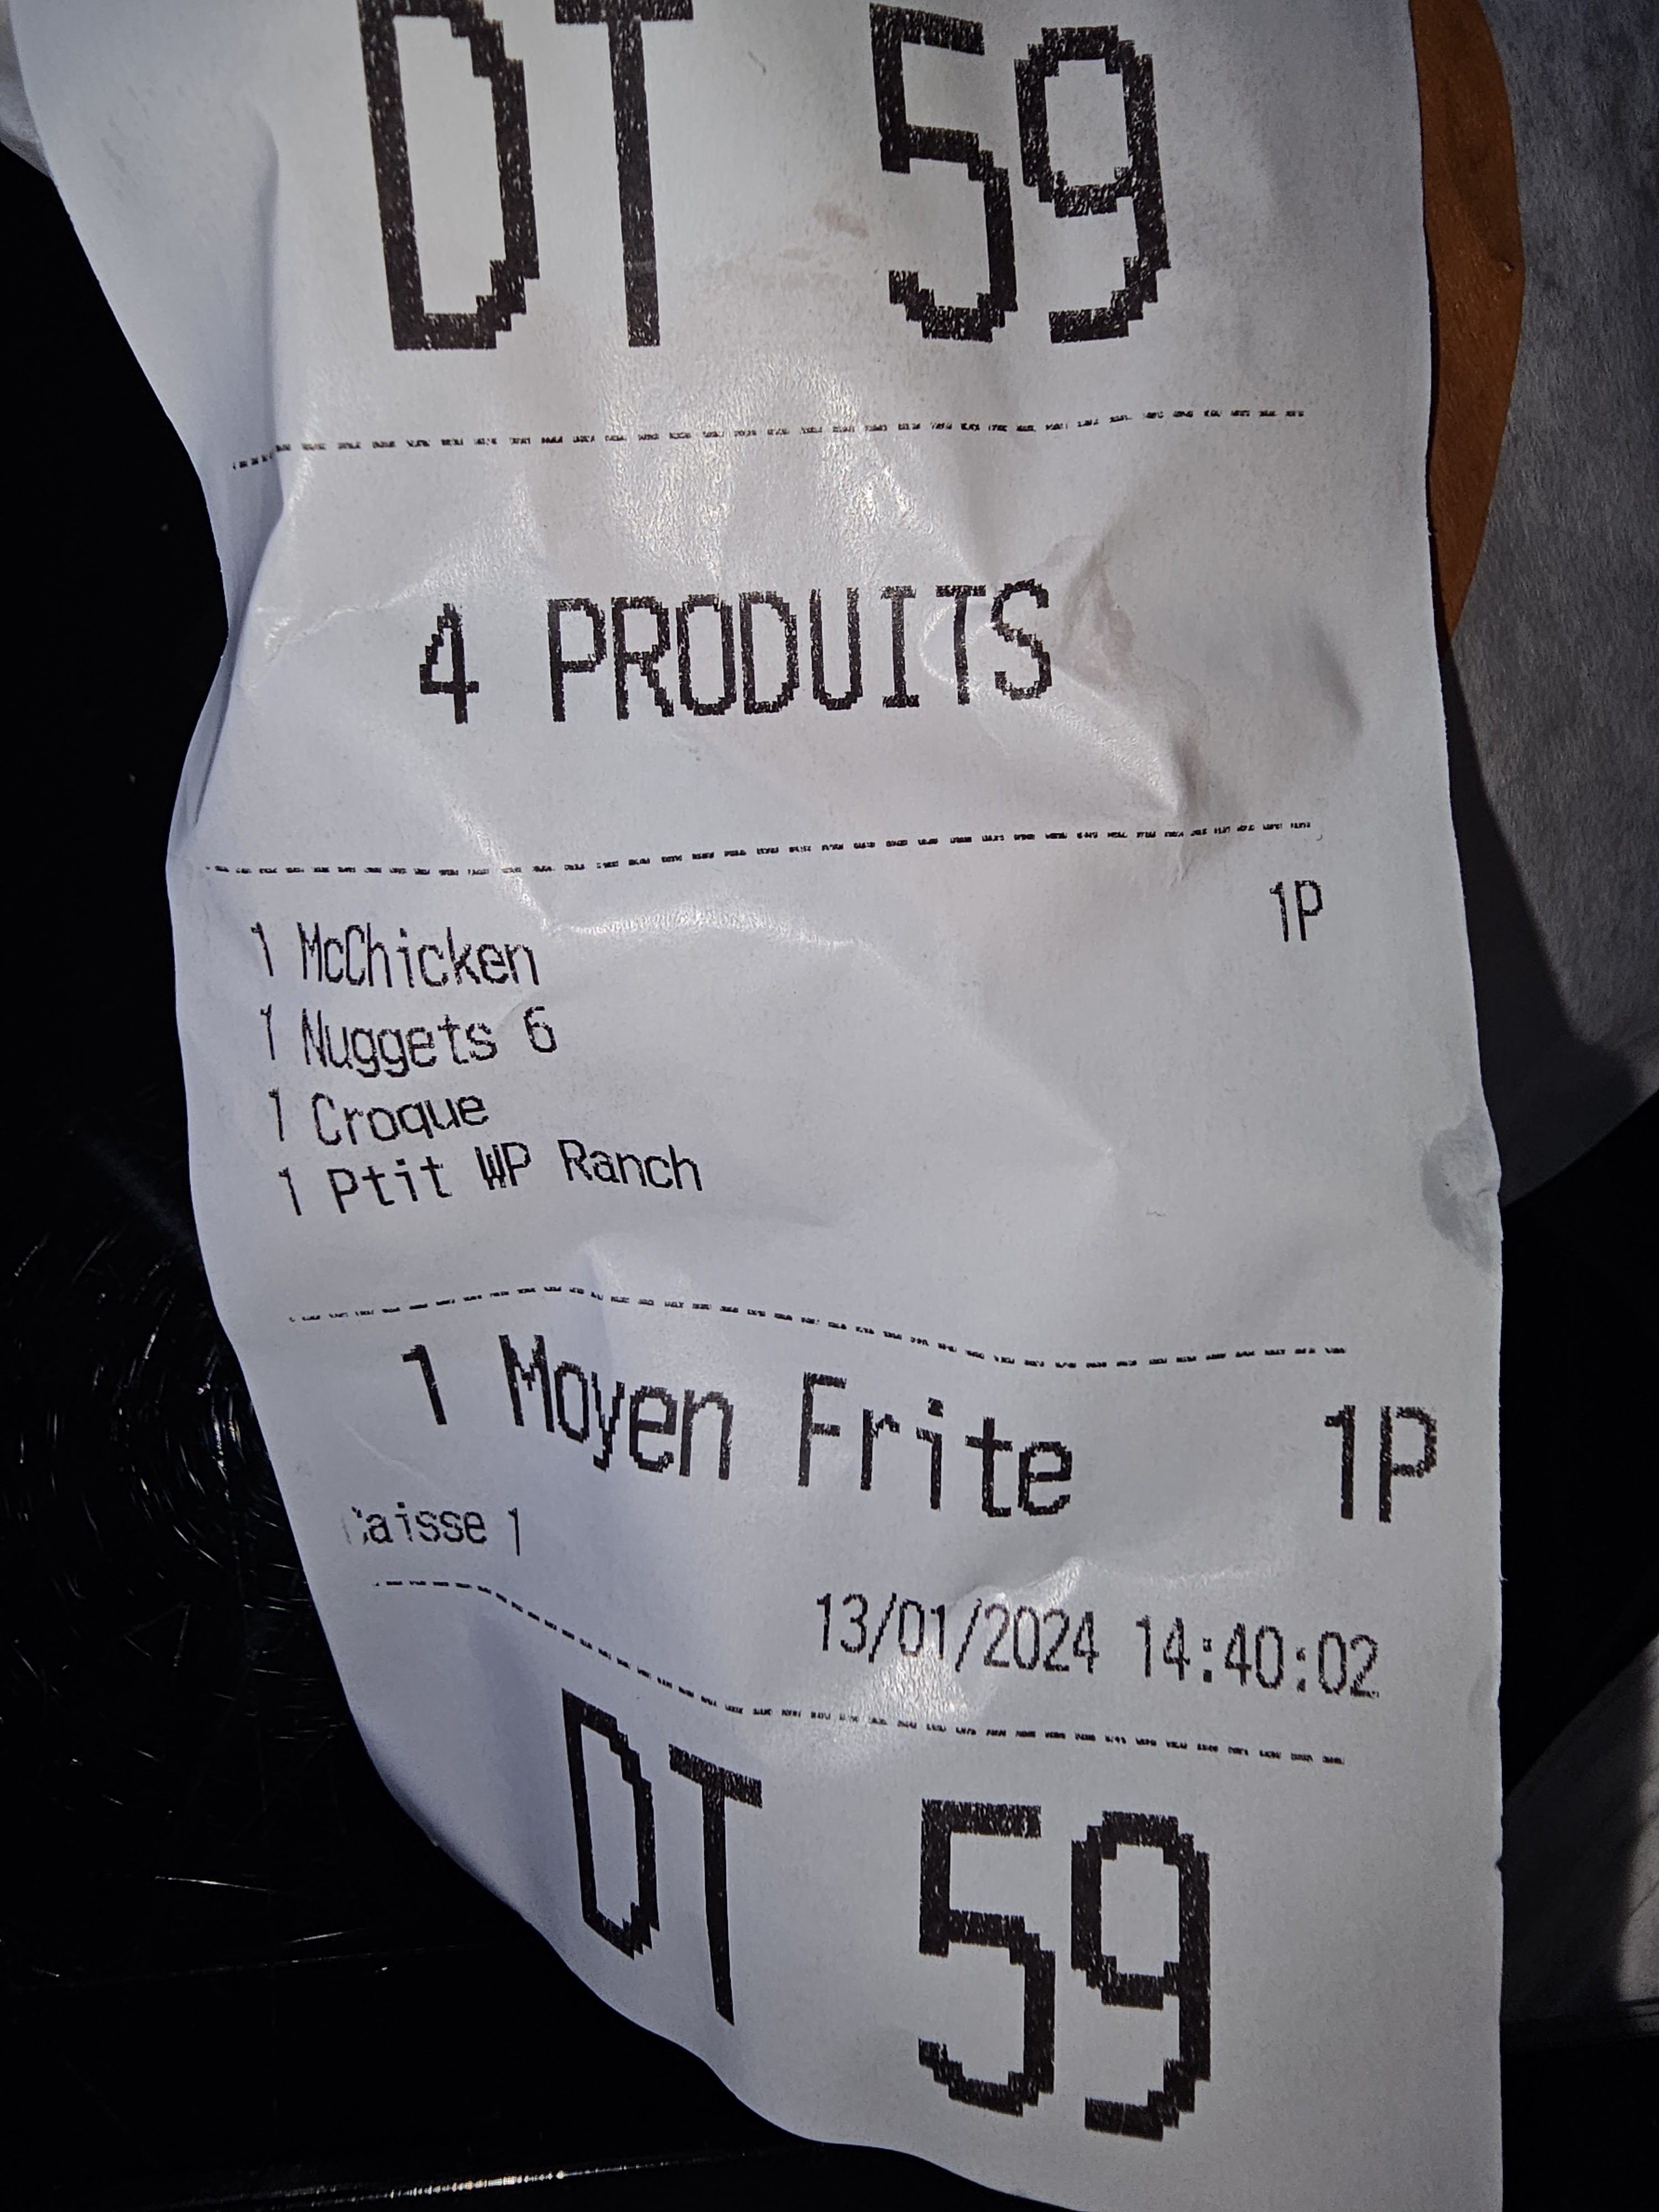 DT 59
4 PRODUITS
1P
1 McChicken
1 Nuggets 6
1 Croque
1 Ptit WP Ranch
1 Moyen Frite 1P
Caisse 1
13/01/2024 14:40:02
DT 59